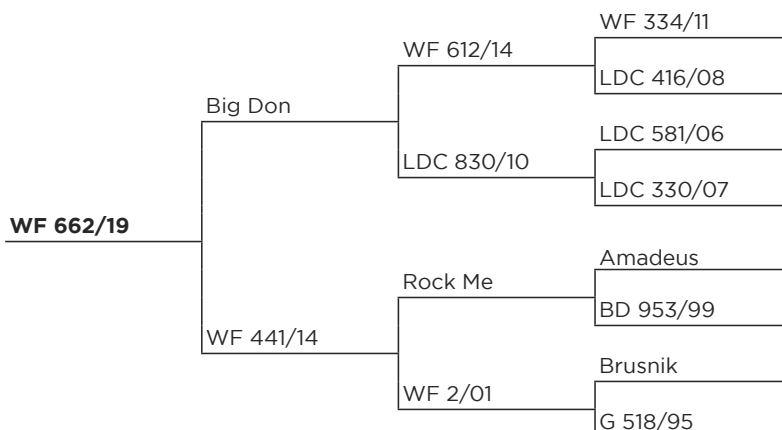 WF 334/11
WF 612/14
LDC 416/08
Big Don
LDC 581/06
LDC 830/10
LDC 330/07
WF 662/19
Amadeus
Rock Me
BD 953/99
WF 441/14
Brusnik
WF 2/01
G 518/95